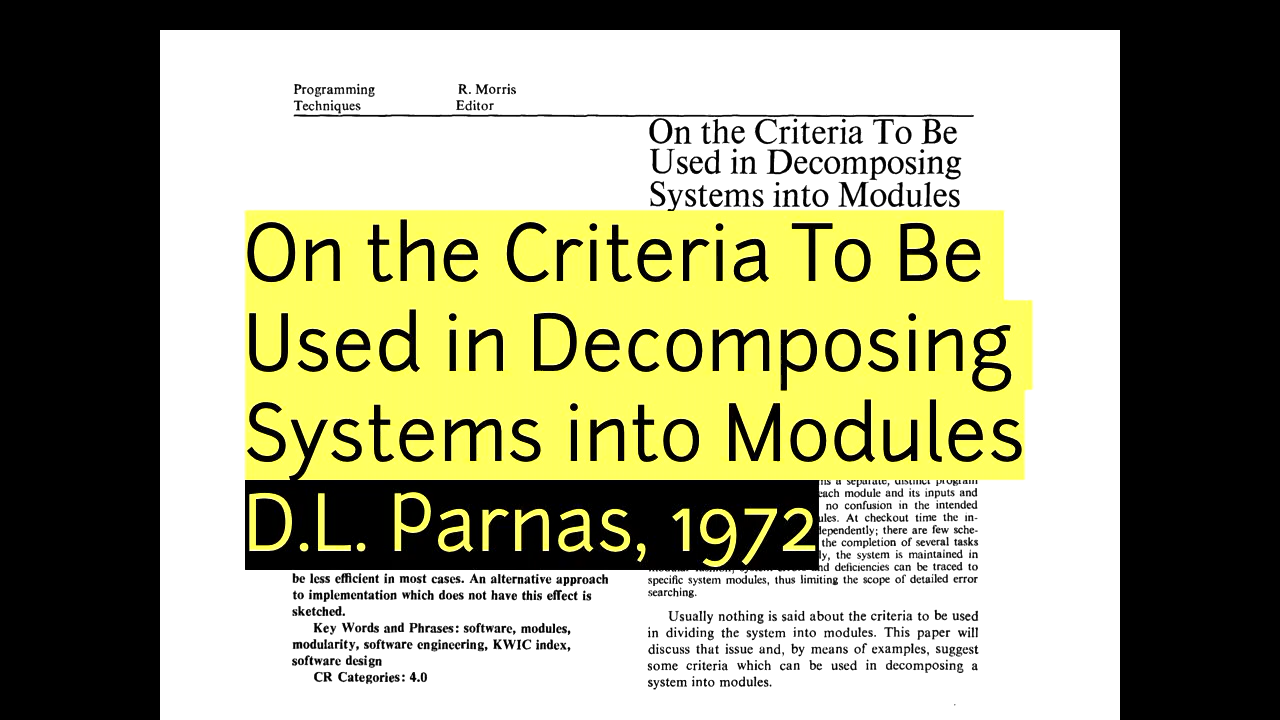 Programming Techniques
R. Morris Editor
On the Criteria To Be
Used in Decomposing
Systems into Modules
On the Criteria To Be
Used in Decomposing
Systems into Modules
D.L. Parnas, 1972
be less efficient in most cases. An alternative approach
to implementation which does not have this effect is
sketched.
Key Words and Phrases: software, modules,
modularity, software engineering, KWIC index,
software design
CR Categories: 4.0
a separate, distinct program
each module and its inputs and
no confusion in the intended
At checkout time the in-
there are few sche-
the completion of several tasks
the system is maintained in
and deficiencies can be traced to
specific system modules, thus limiting the scope of detailed error
searching.
Usually nothing is said about the criteria to be used
in dividing the system into modules. This paper will
discuss that issue and, by means of examples, suggest
some criteria which can be used in decomposing a
system into modules.